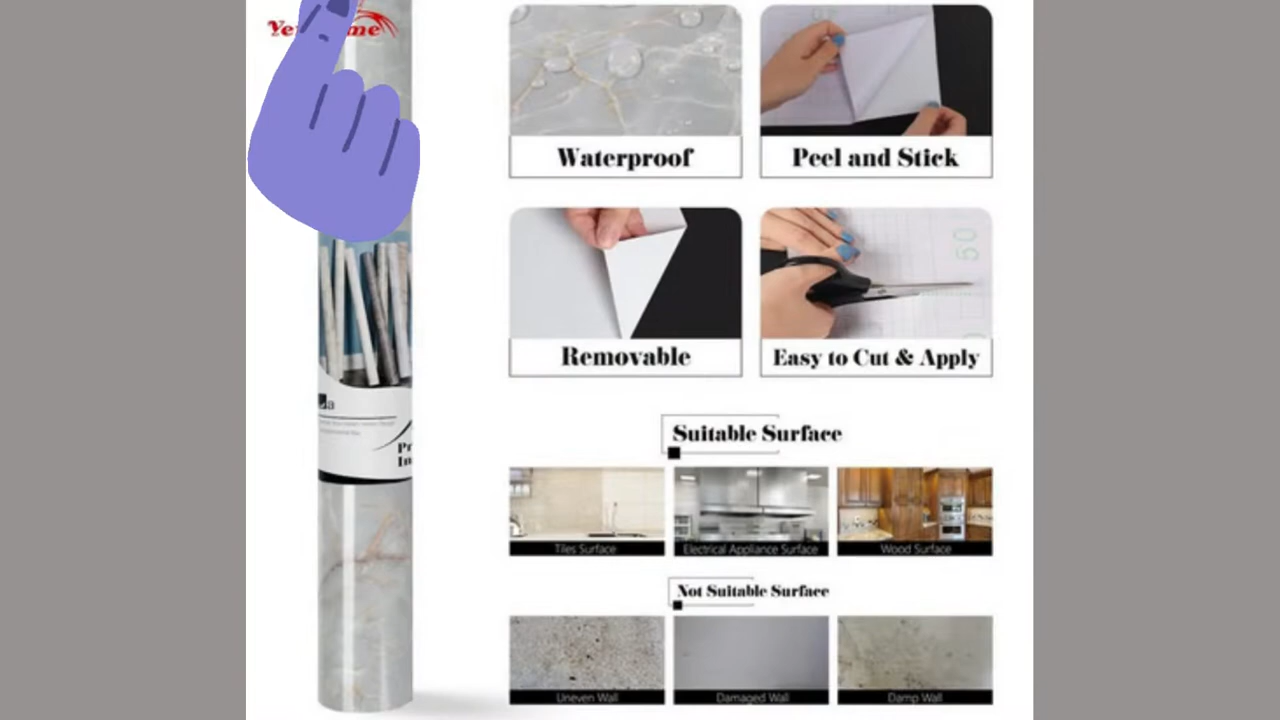 Waterproof
Peel and Stick
50
Removable
Easy to Cut & Apply
Suitable Surface
Tiles Surface
Electrical Appliance Surface
Wood Surface
Not Suitable Surface
Uneven Wall
Damaged Wall
Damp Wall